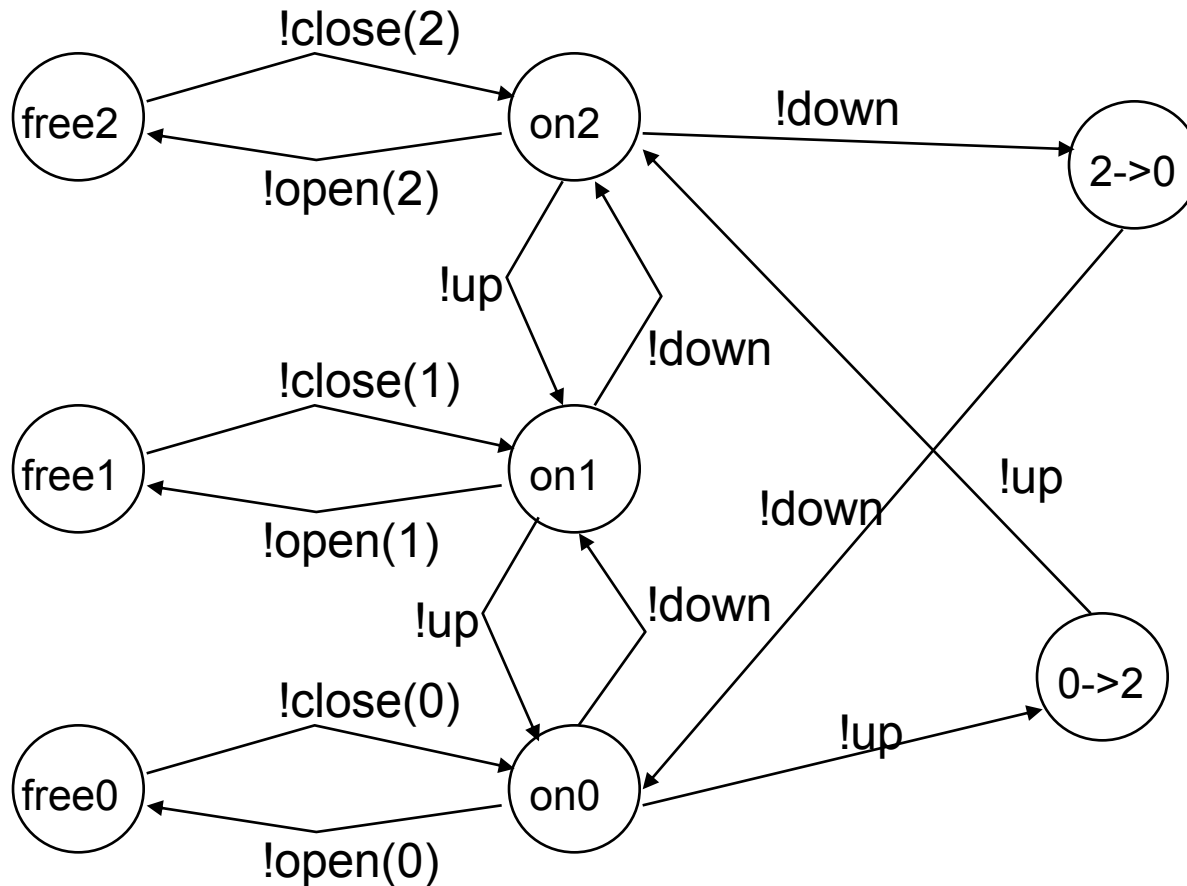 !close(2)
free2
on2
!down
2->0
!open(2)
!up
!down
!close(1)
free1
on1
!up
!down
!open(1)
!up
!down
!close(0)
0->2
!up
free0
on0
!open(0)